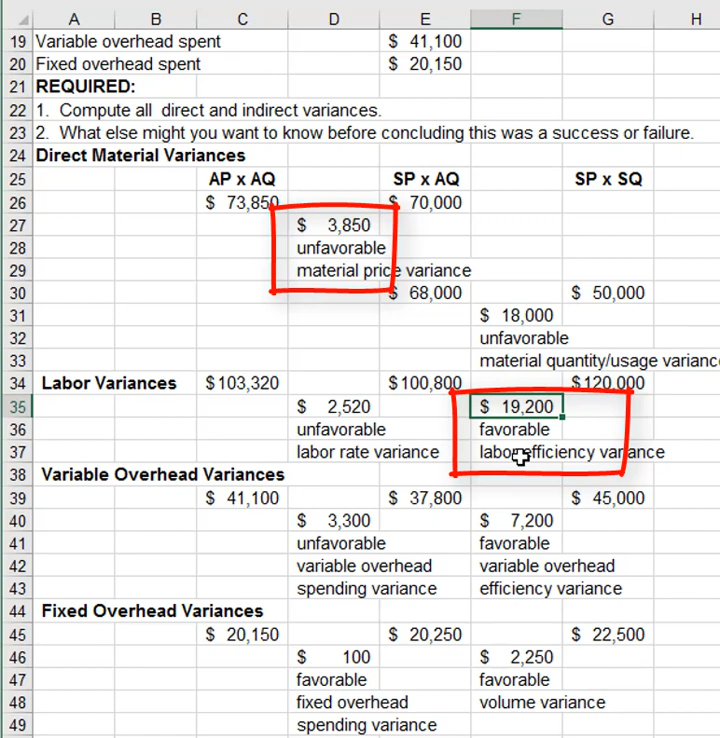 A B C D E F G H
19 Variable overhead spent $ 41,100
20 Fixed overhead spent $ 20,150
21 REQUIRED:
22 1. Compute all direct and indirect variances.
23 2. What else might you want to know before concluding this was a success or failure.
24 Direct Material Variances
25 AP x AQ SP x AQ SP x SQ
26 $ 73,850 $ 70,000
27 $ 3,850
28 unfavorable
29 material price variance
30 $ 68,000 $ 50,000
31 $ 18,000
32 unfavorable
33 material quantity/usage variance
34 Labor Variances $103,320 $100,800 $120,000
35 $ 2,520 $ 19,200
36 unfavorable favorable
37 labor rate variance labor efficiency variance
38 Variable Overhead Variances
39 $ 41,100 $ 37,800 $ 45,000
40 $ 3,300 $ 7,200
41 unfavorable favorable
42 variable overhead variable overhead
43 spending variance efficiency variance
44 Fixed Overhead Variances
45 $ 20,150 $ 20,250 $ 22,500
46 $ 100 $ 2,250
47 favorable favorable
48 fixed overhead volume variance
49 spending variance